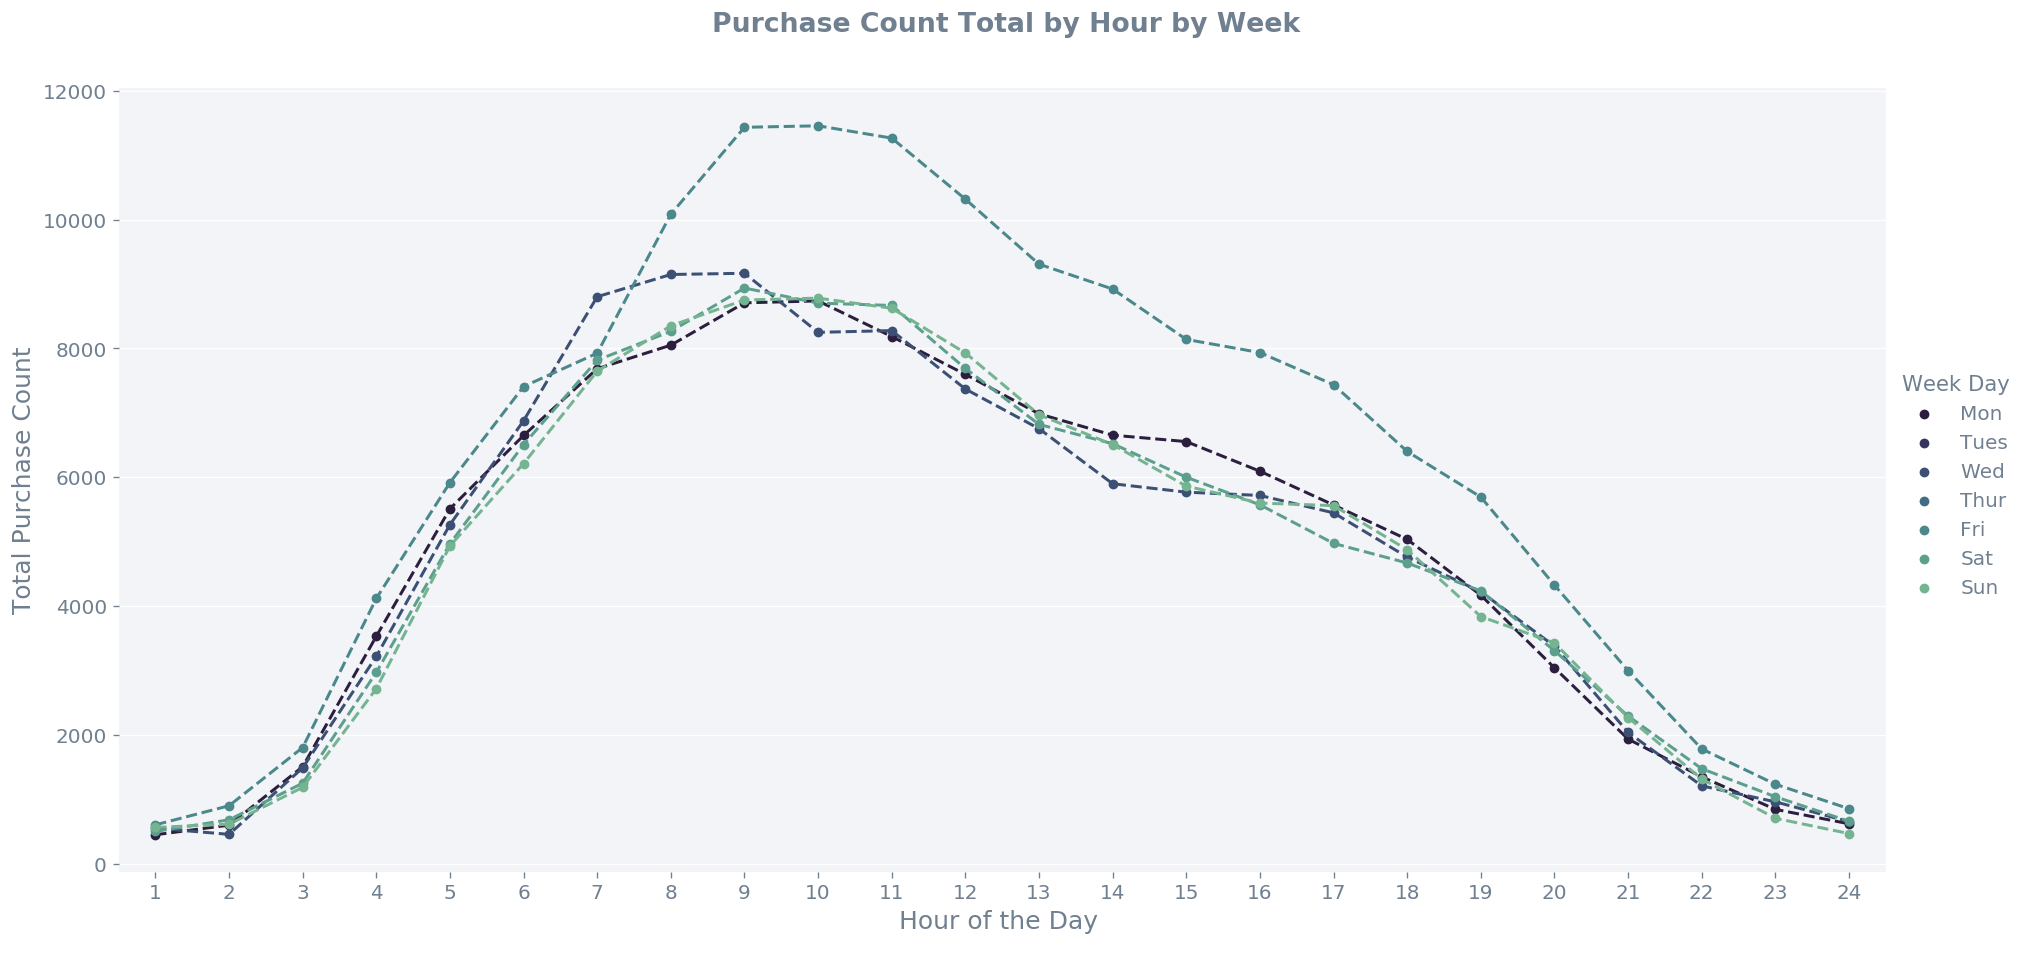 Purchase Count Total by Hour by Week
12000
10000
8000
6000
4000
2000
0
Total Purchase Count
1 2 3 4 5 6 7 8 9 10 11 12 13 14 15 16 17 18 19 20 21 22 23 24
Hour of the Day
Week Day
Mon
Tues
Wed
Thur
Fri
Sat
Sun